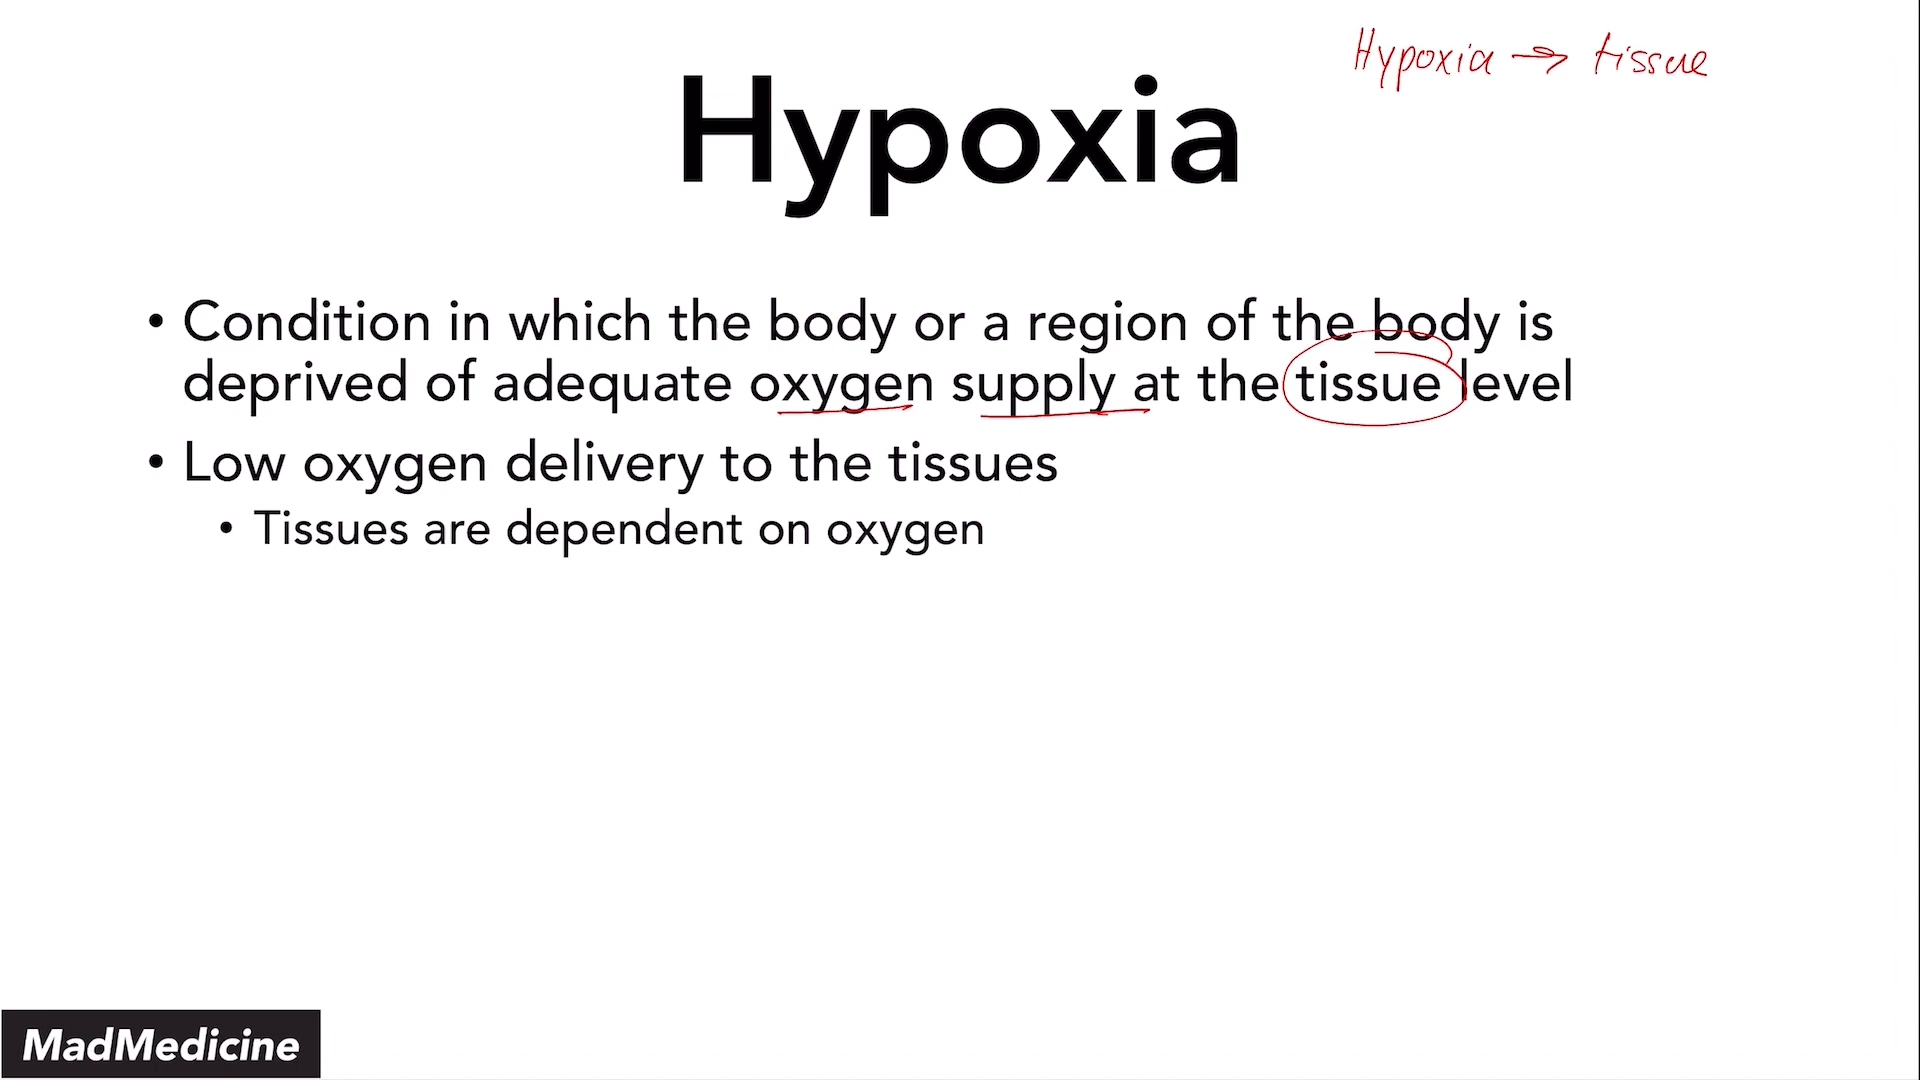 Hypoxia → tissue
Hypoxia
• Condition in which the body or a region of the body is
deprived of adequate oxygen supply at the tissue level
• Low oxygen delivery to the tissues
• Tissues are dependent on oxygen
MadMedicine